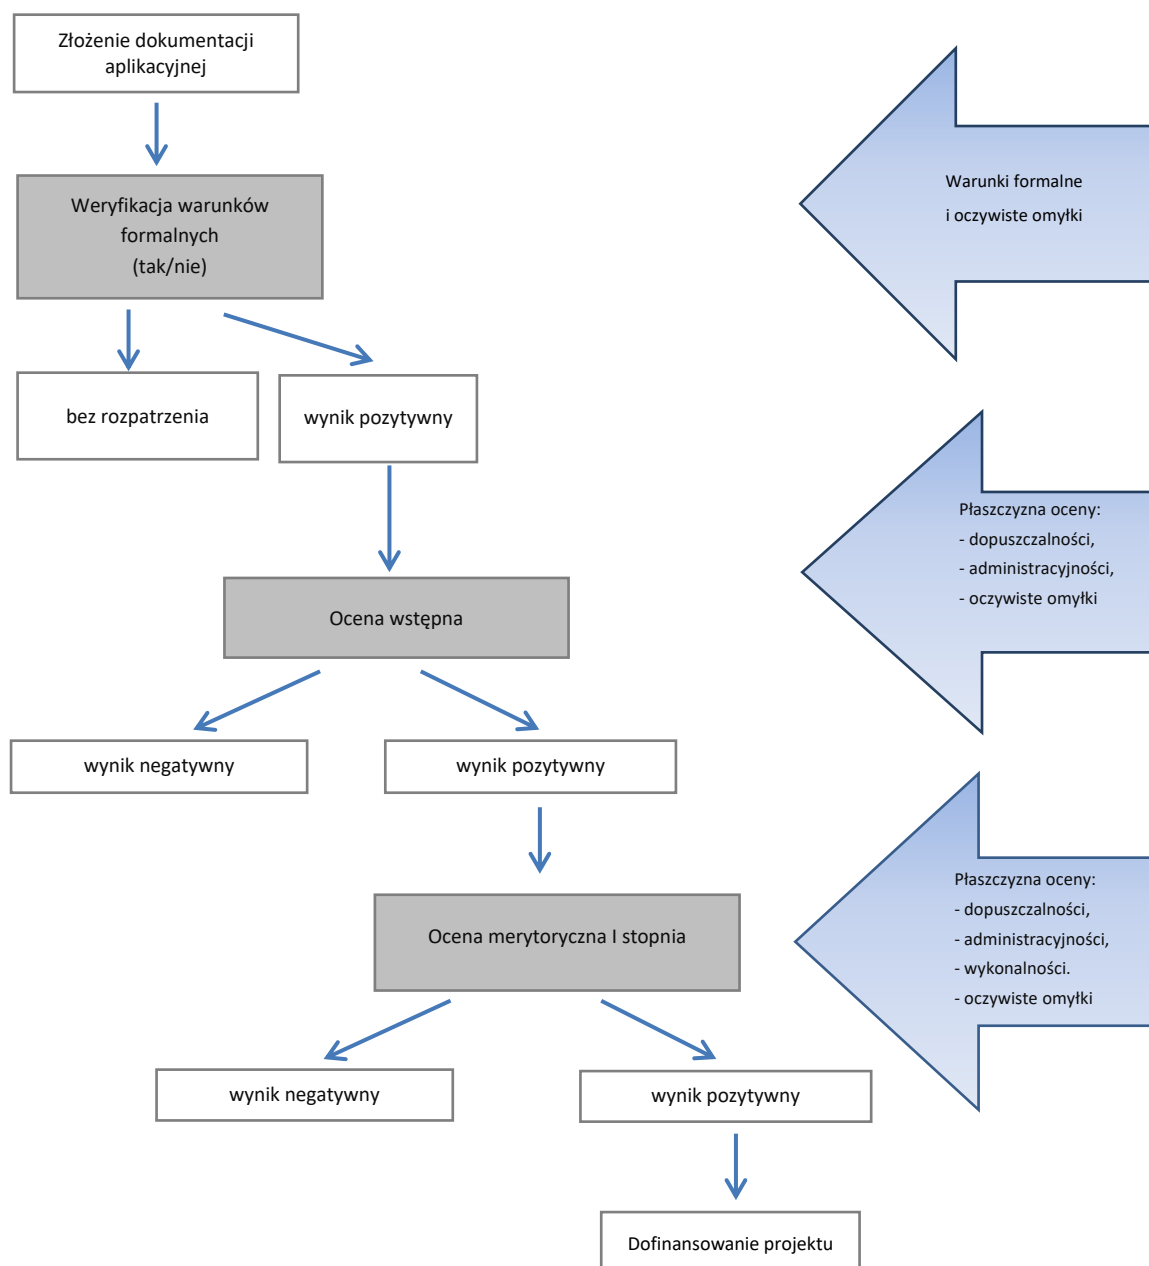 Złożenie dokumentacji
aplikacyjnej
Weryfikacja warunków
formalnych
(tak/nie)
Warunki formalne
i oczywiste omyłki
bez rozpatrzenia
wynik pozytywny
Płaszczyzna oceny:
- dopuszczalności,
- administracyjności,
- oczywiste omyłki
Ocena wstępna
wynik negatywny
wynik pozytywny
Płaszczyzna oceny:
- dopuszczalności,
- administracyjności,
- wykonalności.
- oczywiste omyłki
Ocena merytoryczna I stopnia
wynik negatywny
wynik pozytywny
Dofinansowanie projektu